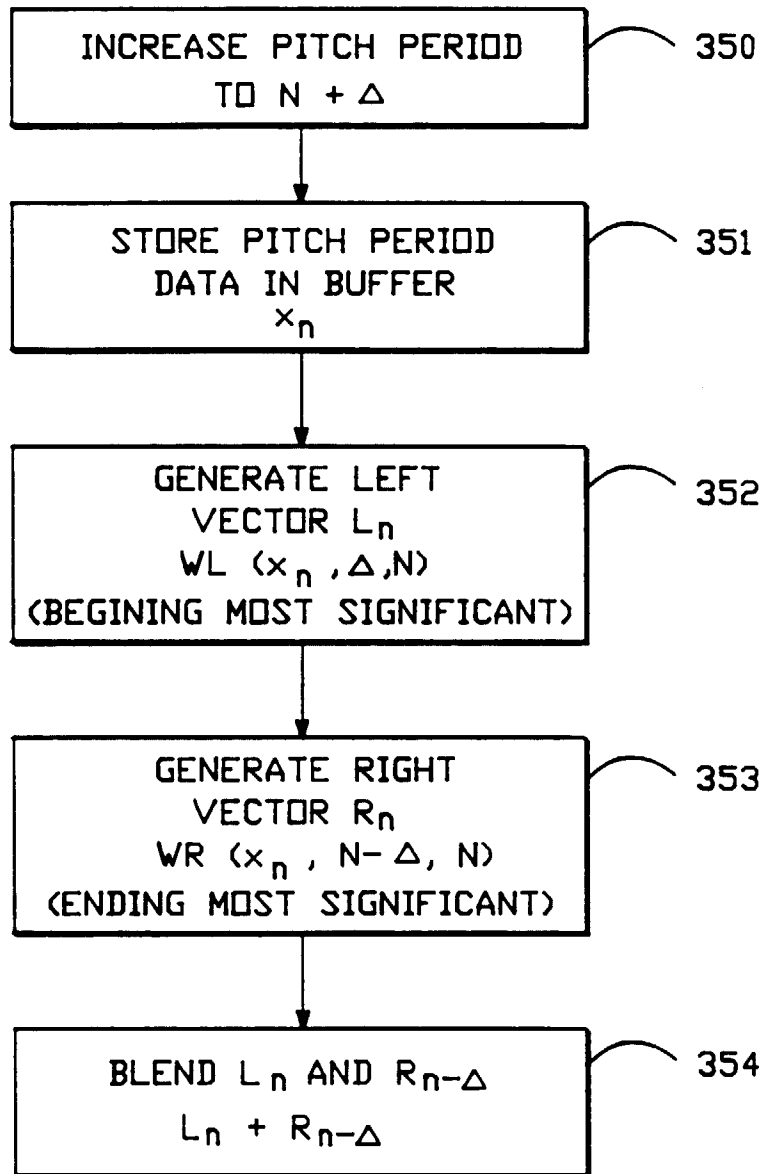 INCREASE PITCH PERIOD
TO N + Δ
350
STORE PITCH PERIOD
DATA IN BUFFER
xₙ
351
GENERATE LEFT
VECTOR Lₙ
WL (xₙ , Δ,N)
(BEGINING MOST SIGNIFICANT)
352
GENERATE RIGHT
VECTOR Rₙ
WR (xₙ , N-Δ, N)
(ENDING MOST SIGNIFICANT)
353
BLEND Lₙ AND Rn-Δ
Lₙ + Rn-Δ
354